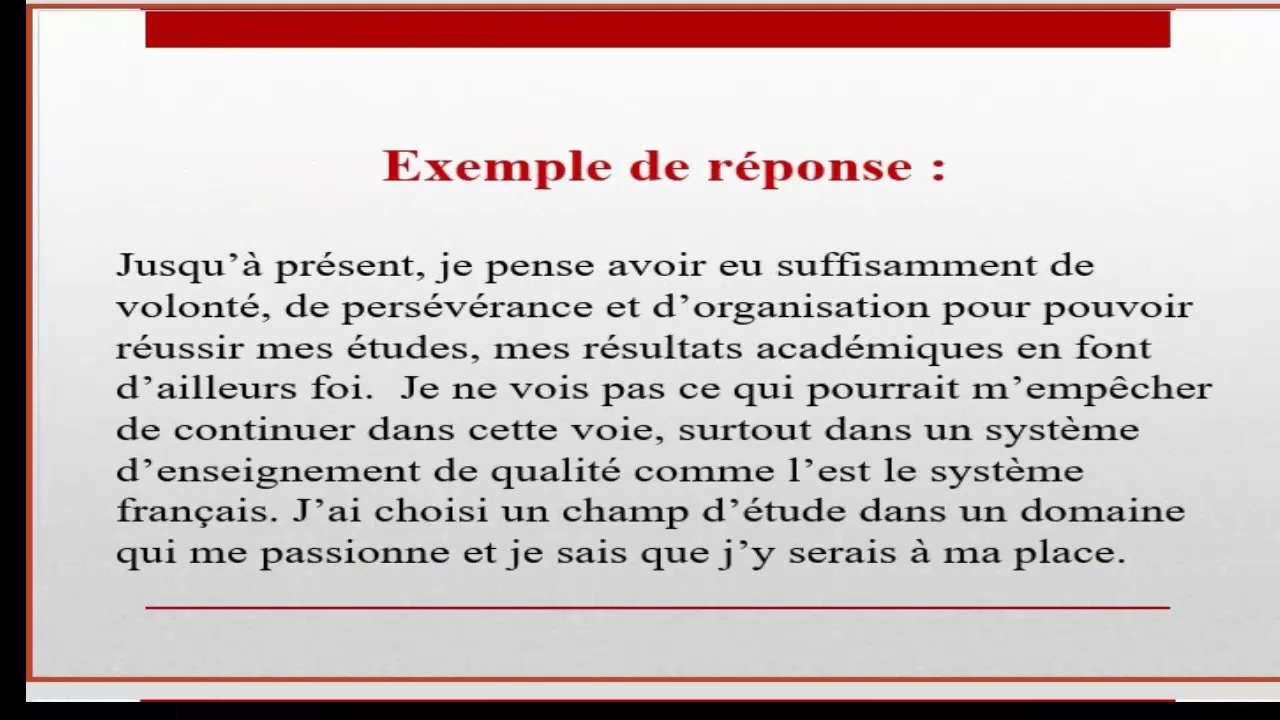 Exemple de réponse :
Jusqu’à présent, je pense avoir eu suffisamment de
volonté, de persévérance et d’organisation pour pouvoir
réussir mes études, mes résultats académiques en font
d’ailleurs foi.  Je ne vois pas ce qui pourrait m’empêcher
de continuer dans cette voie, surtout dans un système
d’enseignement de qualité comme l’est le système
français. J’ai choisi un champ d’étude dans un domaine
qui me passionne et je sais que j’y serais à ma place.